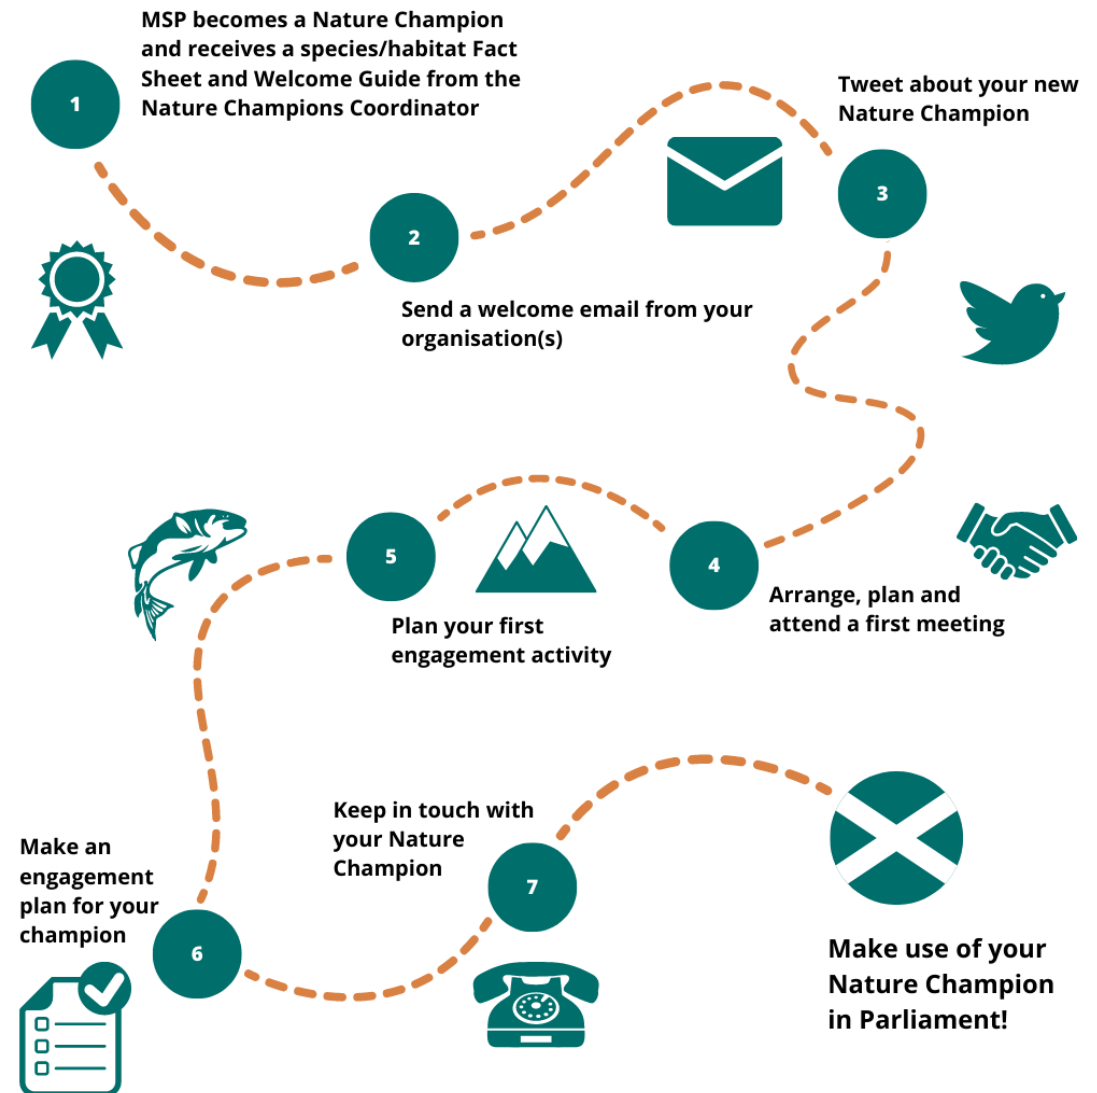 1
MSP becomes a Nature Champion
and receives a species/habitat Fact
Sheet and Welcome Guide from the
Nature Champions Coordinator
2
Send a welcome email from your
organisation(s)
3
Tweet about your new
Nature Champion
4
Arrange, plan and
attend a first meeting
5
Plan your first
engagement activity
6
Make an
engagement
plan for your
champion
7
Keep in touch with
your Nature
Champion
Make use of your
Nature Champion
in Parliament!